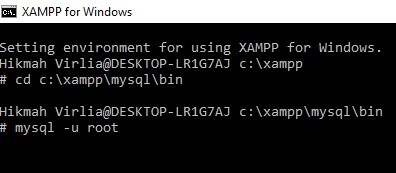 XAMPP for Windows
Setting environment for using XAMPP for Windows.
Hikmah Virlia@DESKTOP-LR1G7AJ c:\xampp
# cd c:\xampp\mysql\bin
Hikmah Virlia@DESKTOP-LR1G7AJ c:\xampp\mysql\bin
# mysql -u root